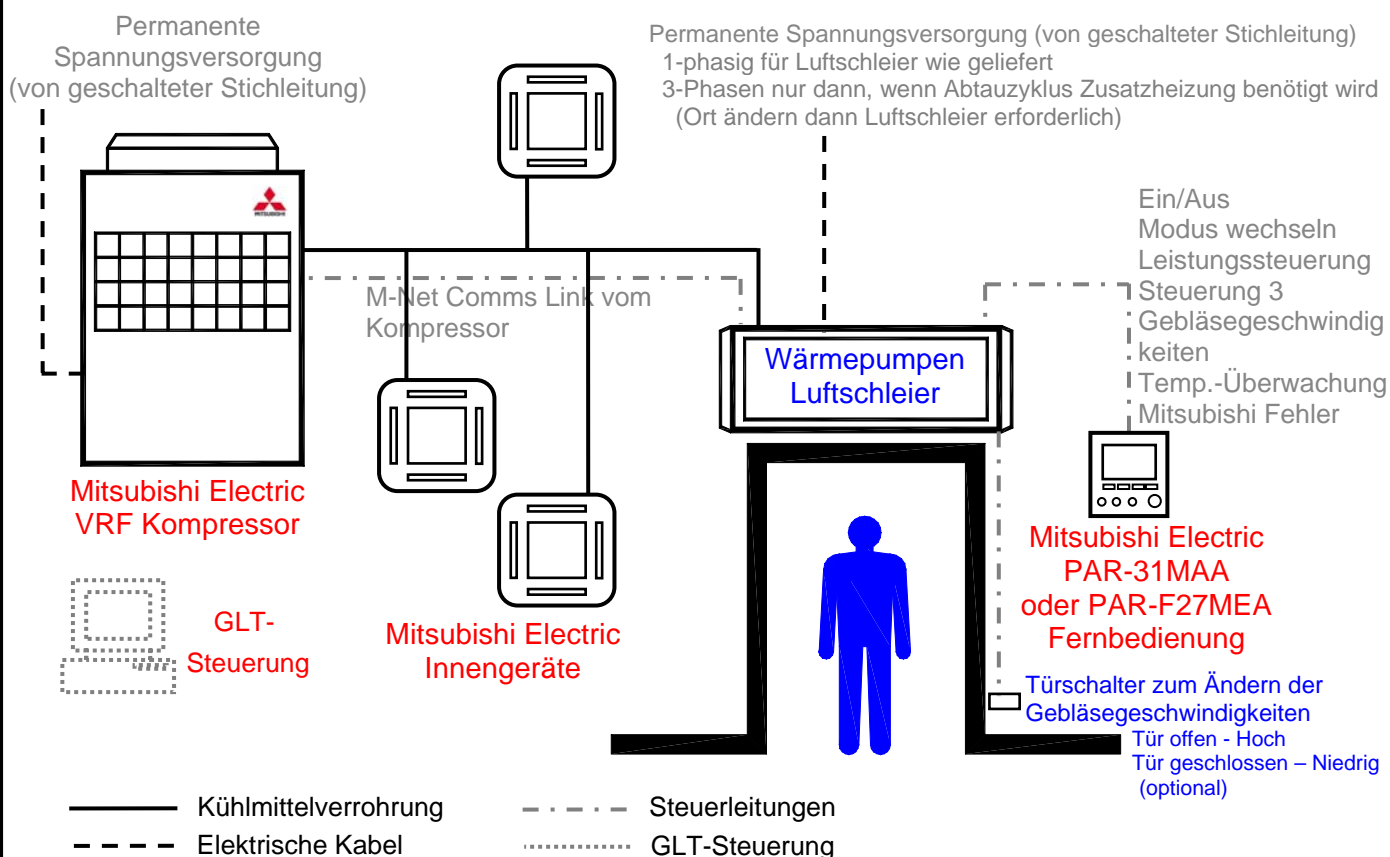 Permanente
Spannungsversorgung
(von geschalteter Stichleitung)
Permanente Spannungsversorgung (von geschalteter Stichleitung)
1-phasig für Luftschleier wie geliefert
3-Phasen nur dann, wenn Abtauzyklus Zusatzheizung benötigt wird
(Ort ändern dann Luftschleier erforderlich)
MITSUBISHI
Ein/Aus
Modus wechseln
Leistungssteuerung
Steuerung 3
Gebläsegeschwindig
keiten
Temp.-Überwachung
Mitsubishi Fehler
M-Net Comms Link vom
Kompressor
Wärmepumpen
Luftschleier
Mitsubishi Electric
VRF Kompressor
Mitsubishi Electric
PAR-31MAA
oder PAR-F27MEA
Fernbedienung
GLT-
Steuerung
Mitsubishi Electric
Innengeräte
Türschalter zum Ändern der
Gebläsegeschwindigkeiten
Tür offen - Hoch
Tür geschlossen – Niedrig
(optional)
Kühlmittelverrohrung
Steuerleitungen
Elektrische Kabel
GLT-Steuerung